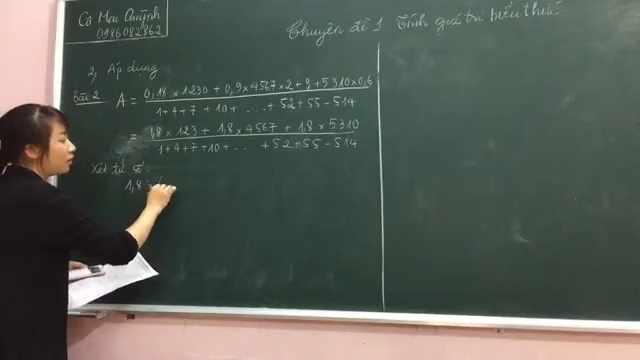 Cô Mai Quỳnh
0986082862
Chuyên đề 1 Tính giá trị biểu thức
2, Áp dụng
Bài 2 A = 0,18 × 1230 + 0,9 × 4567 × 2 + 3 + 5310 × 0,6
1 + 4 + 7 + 10 + ... + 52 + 55 - 514
= 1,8 × 123 + 1,8 × 4567 + 1,8 × 5310
1 + 4 + 7 + 10 + ... + 52 + 55 - 514
Xét tử số:
1,8 ×